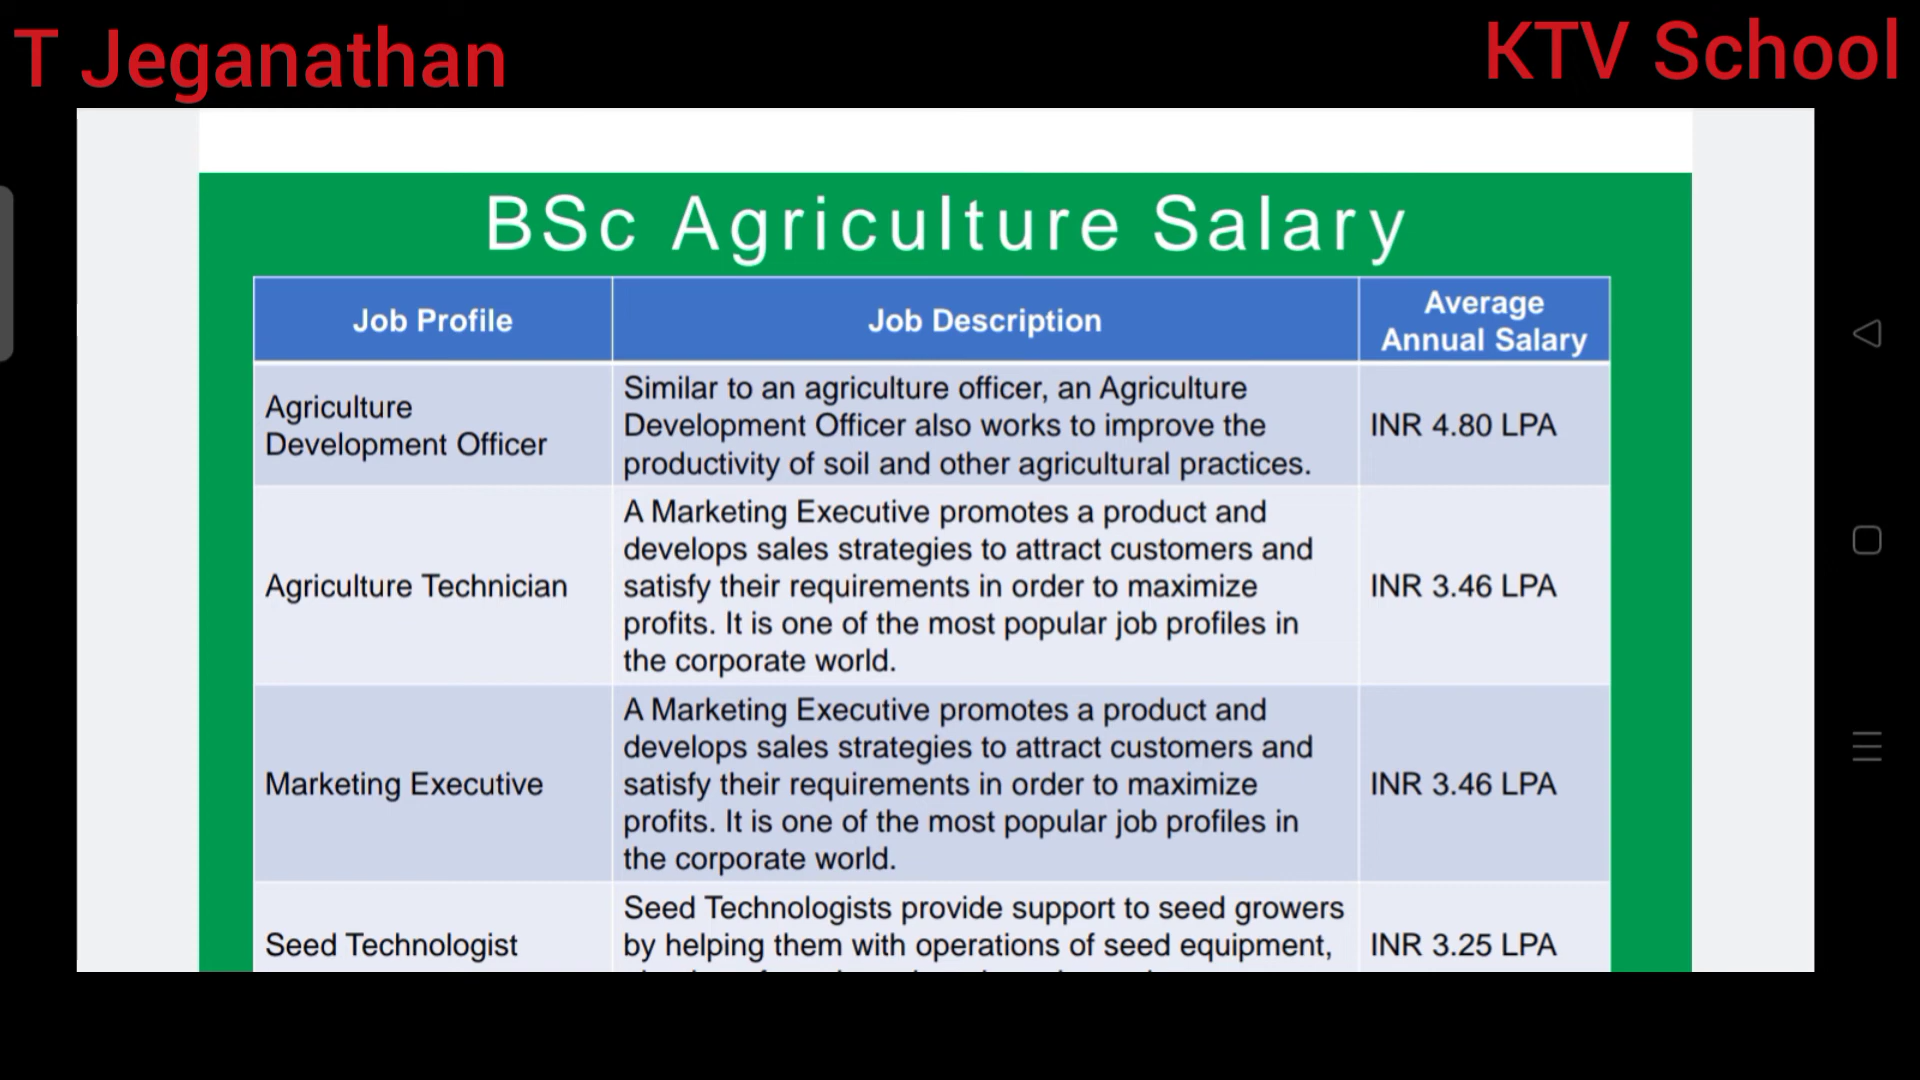 T Jeganathan
KTV School
BSc Agriculture Salary
Job Profile
Job Description
Average
Annual Salary
Agriculture
Development Officer
Similar to an agriculture officer, an Agriculture
Development Officer also works to improve the
productivity of soil and other agricultural practices.
INR 4.80 LPA
Agriculture Technician
A Marketing Executive promotes a product and
develops sales strategies to attract customers and
satisfy their requirements in order to maximize
profits. It is one of the most popular job profiles in
the corporate world.
INR 3.46 LPA
Marketing Executive
A Marketing Executive promotes a product and
develops sales strategies to attract customers and
satisfy their requirements in order to maximize
profits. It is one of the most popular job profiles in
the corporate world.
INR 3.46 LPA
Seed Technologist
Seed Technologists provide support to seed growers
by helping them with operations of seed equipment,
INR 3.25 LPA